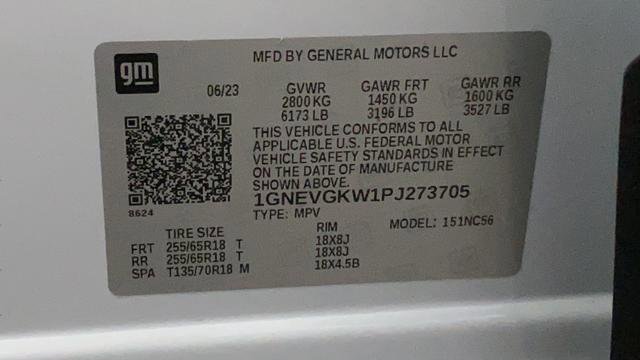 gm
MFD BY GENERAL MOTORS LLC
06/23 GVWR GAWR FRT GAWR RR
2800 KG 1450 KG 1600 KG
6173 LB 3196 LB 3527 LB
THIS VEHICLE CONFORMS TO ALL
APPLICABLE U.S. FEDERAL MOTOR
VEHICLE SAFETY STANDARDS IN EFFECT
ON THE DATE OF MANUFACTURE
SHOWN ABOVE.
1GNEVGKW1PJ273705
8624
TYPE: MPV MODEL: 151NC56
TIRE SIZE RIM
FRT 255/65R18 T 18X8J
RR 255/65R18 T 18X8J
SPA T135/70R18 M 18X4.5B